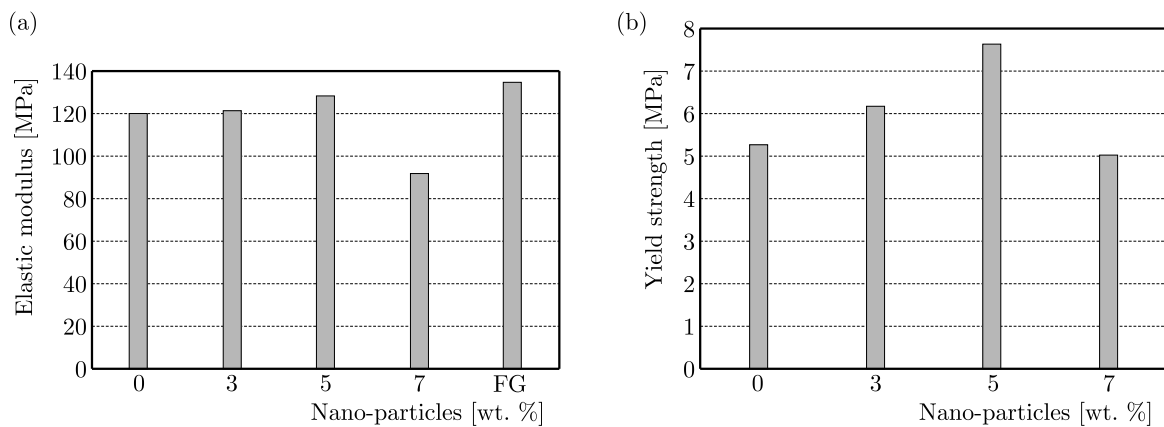 (a)
Elastic modulus [MPa]
140
120
100
80
60
40
20
0
0 3 5 7 FG
Nano-particles [wt. %]
(b)
Yield strength [MPa]
8
7
6
5
4
3
2
1
0
0 3 5 7
Nano-particles [wt. %]